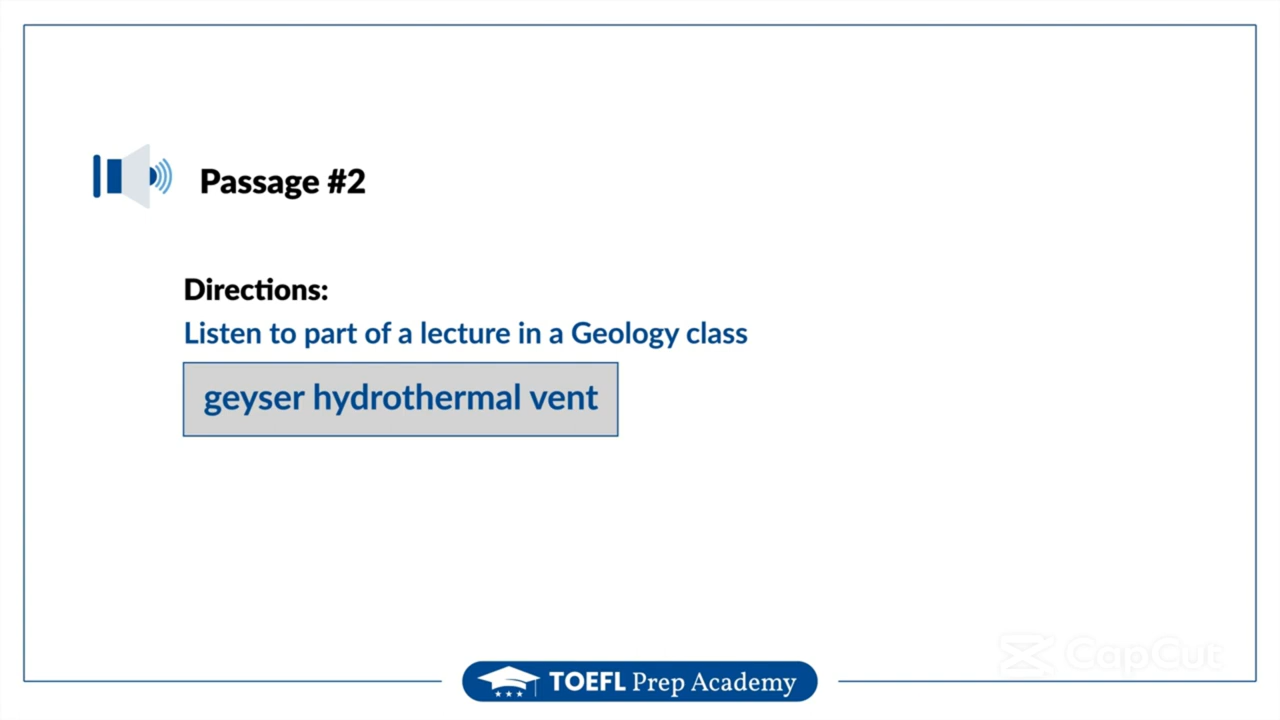 Passage #2
Directions:
Listen to part of a lecture in a Geology class
geyser hydrothermal vent
CapCut
TOEFL Prep Academy